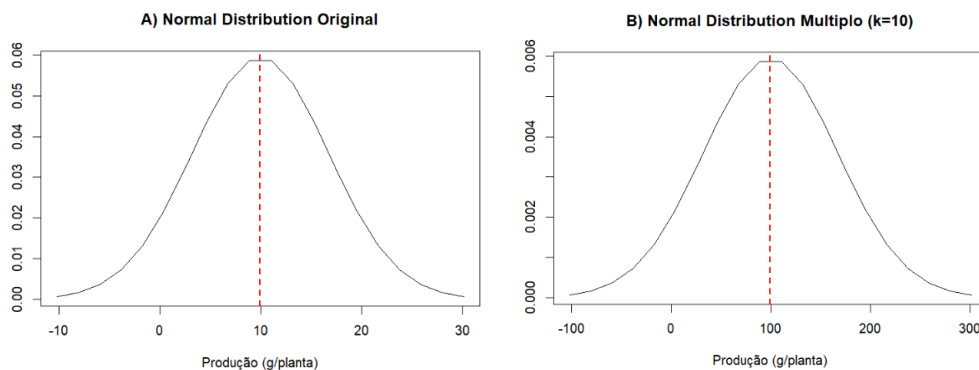 A) Normal Distribution Original
0.06
0.05
0.04
0.03
0.02
0.01
0.00
-10 0 10 20 30
Produção (g/planta)
B) Normal Distribution Multiplo (k=10)
0.006
0.004
0.002
0.000
-100 0 100 200 300
Produção (g/planta)